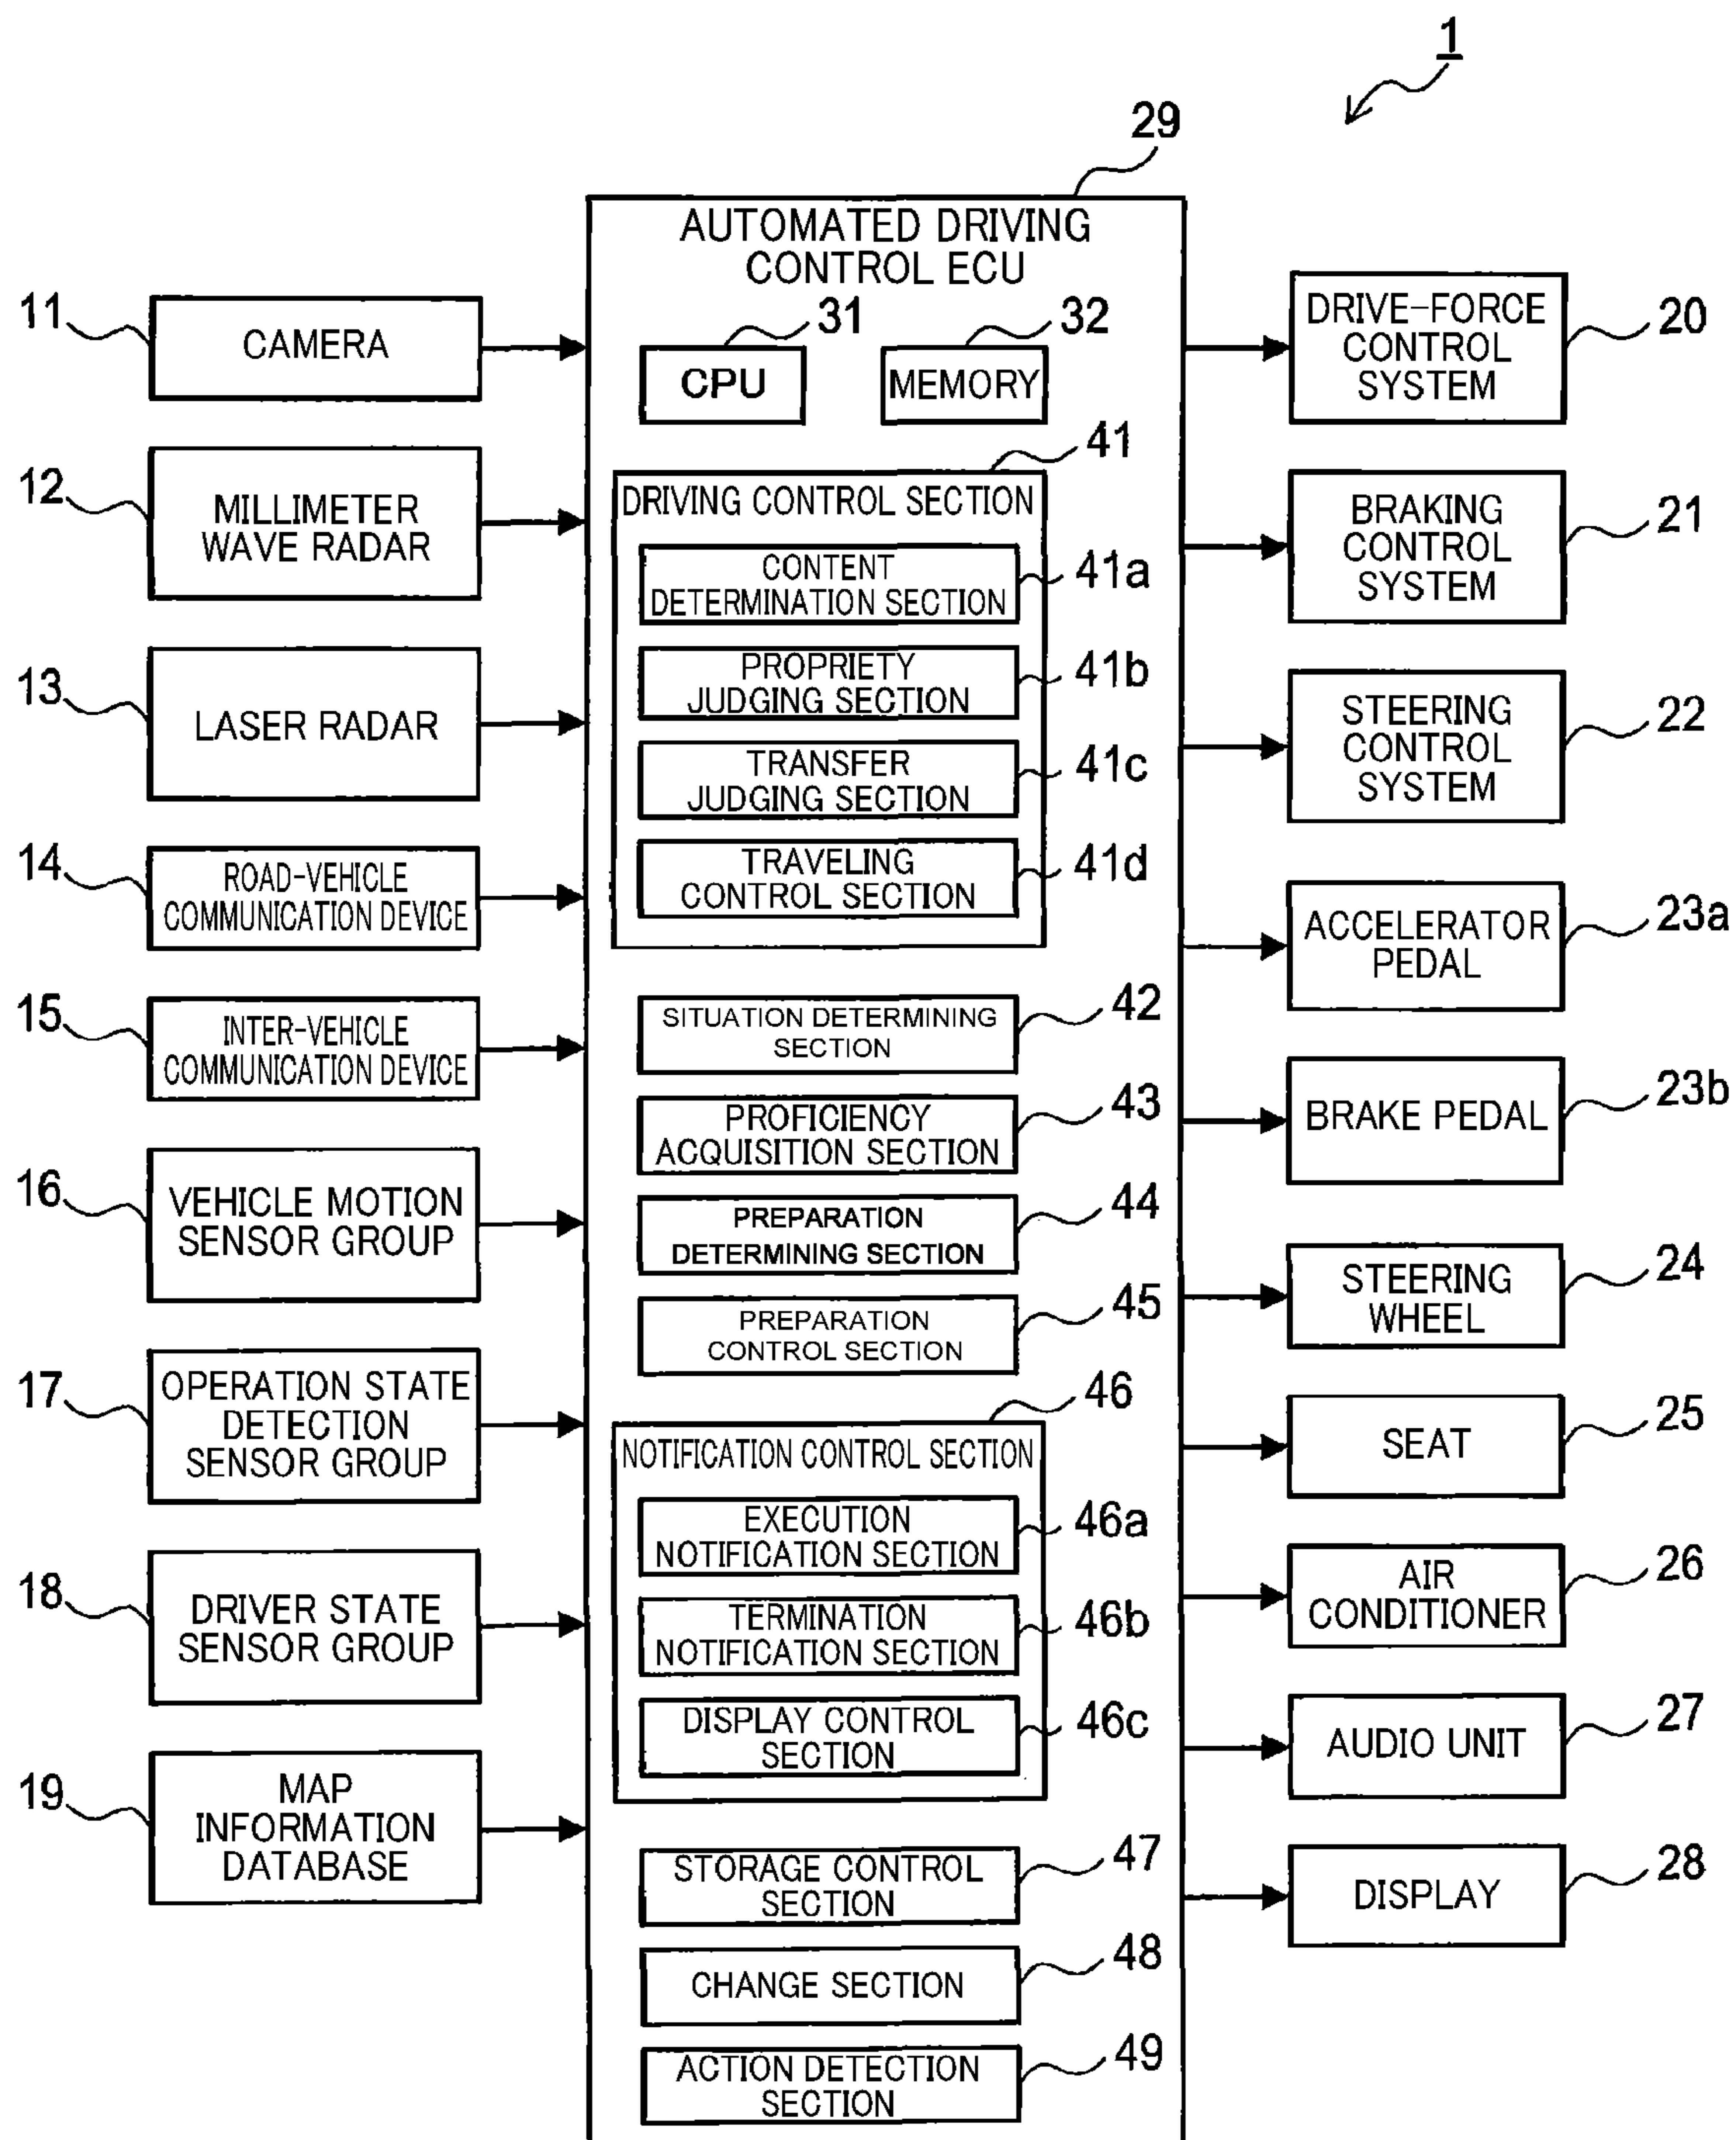 1
29
AUTOMATED DRIVING
CONTROL ECU
31
32
CPU
MEMORY
41
DRIVING CONTROL SECTION
CONTENT
DETERMINATION SECTION
41a
PROPRIETY
JUDGING SECTION
41b
TRANSFER
JUDGING SECTION
41c
TRAVELING
CONTROL SECTION
41d
SITUATION DETERMINING
SECTION
42
PROFICIENCY
ACQUISITION SECTION
43
PREPARATION
DETERMINING SECTION
44
PREPARATION
CONTROL SECTION
45
46
NOTIFICATION CONTROL SECTION
EXECUTION
NOTIFICATION SECTION
46a
TERMINATION
NOTIFICATION SECTION
46b
DISPLAY CONTROL
SECTION
46c
STORAGE CONTROL
SECTION
47
CHANGE SECTION
48
ACTION DETECTION
SECTION
49
11
CAMERA
12
MILLIMETER
WAVE RADAR
13
LASER RADAR
14
ROAD-VEHICLE
COMMUNICATION DEVICE
15
INTER-VEHICLE
COMMUNICATION DEVICE
16
VEHICLE MOTION
SENSOR GROUP
17
OPERATION STATE
DETECTION
SENSOR GROUP
18
DRIVER STATE
SENSOR GROUP
19
MAP
INFORMATION
DATABASE
DRIVE-FORCE
CONTROL
SYSTEM
20
BRAKING
CONTROL
SYSTEM
21
STEERING
CONTROL
SYSTEM
22
ACCELERATOR
PEDAL
23a
BRAKE PEDAL
23b
STEERING
WHEEL
24
SEAT
25
AIR
CONDITIONER
26
AUDIO UNIT
27
DISPLAY
28